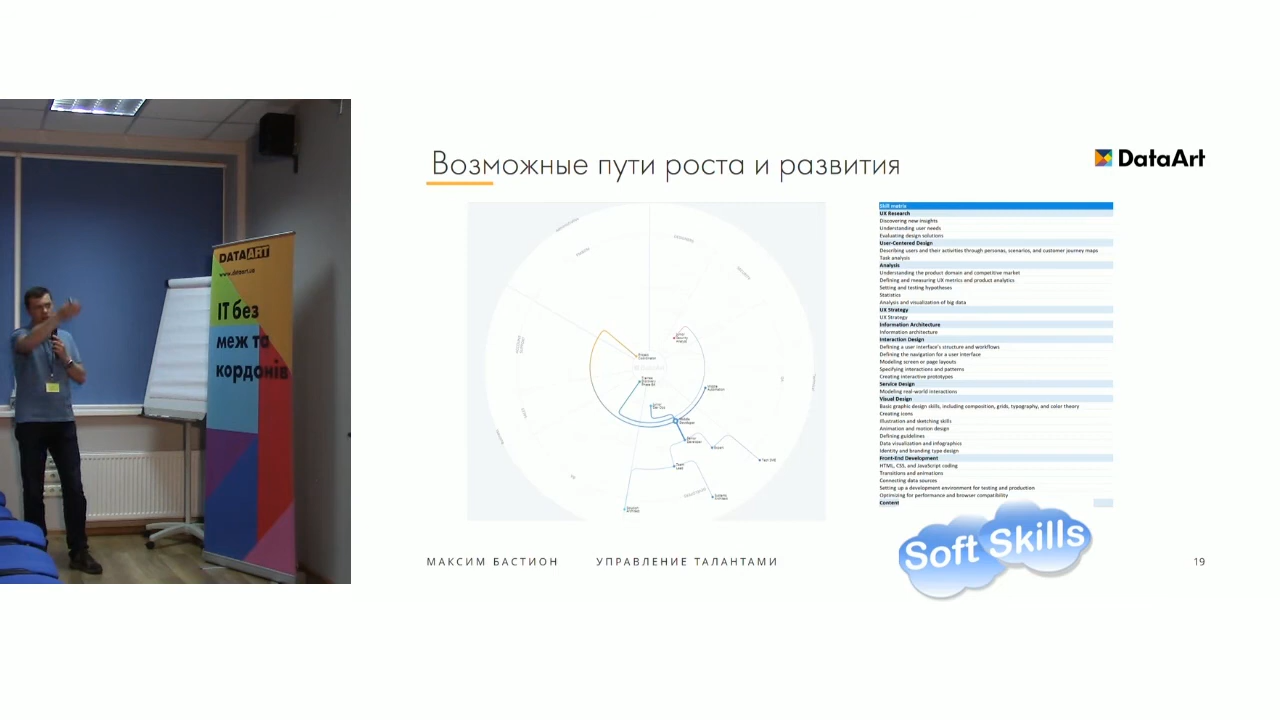 DATAART
www.dataart.ua
IT без
меж та
кордонів
Возможные пути роста и развития
DataArt
Skill matrix
UX Research
Discovering new insights
Understanding user needs
Evaluating design solutions
User-Centered Design
Describing users and their activities through personas, scenarios, and customer journey maps
Task analysis
Analysis
Understanding the product domain and competitive market
Defining and measuring UX metrics and product analytics
Setting and testing hypotheses
Statistics
Analysis and visualization of big data
UX Strategy
UX Strategy
Information Architecture
Information architecture
Interaction Design
Defining a user interface's structure and workflows
Defining the navigation for a user interface
Modeling screen or page layouts
Specifying interactions and patterns
Creating interactive prototypes
Service Design
Modeling real-world interactions
Visual Design
Basic graphic design skills, including composition, grids, typography, and color theory
Creating icons
Illustration and sketching skills
Animation and motion design
Defining guidelines
Data visualization and infographics
Identity and branding type design
Front-End Development
HTML, CSS, and JavaScript coding
Transitions and animations
Connecting data sources
Setting up a development environment for testing and production
Optimizing for performance and browser compatibility
Content
Soft Skills
МАКСИМ БАСТИОН
УПРАВЛЕНИЕ ТАЛАНТАМИ
19